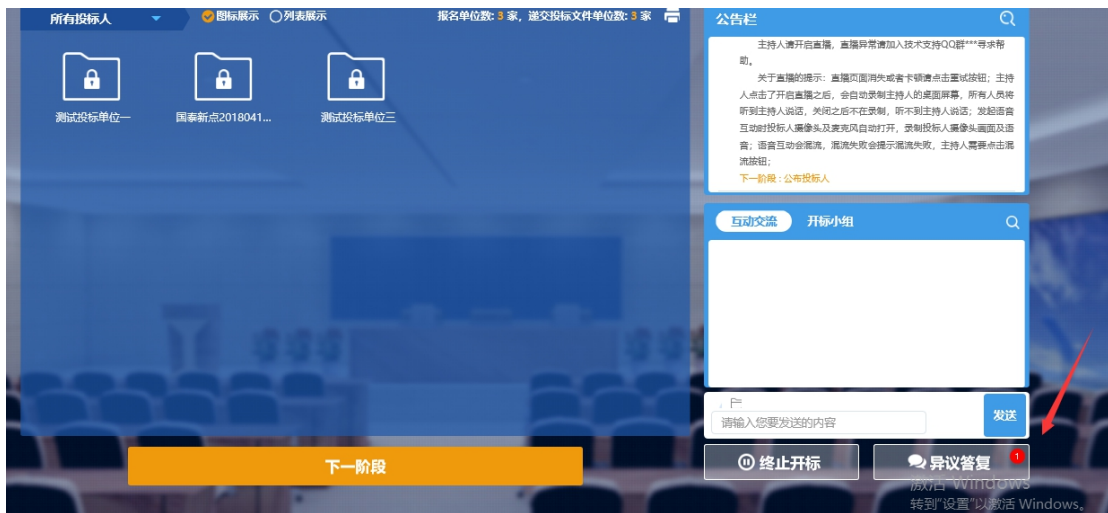 所有投标人
图标展示 列表展示
报名单位数: 3 家, 递交投标文件单位数: 3 家
测试投标单位一
国泰新点2018041...
测试投标单位三
下一阶段
公告栏
主持人请开启直播，直播异常请加入技术支持QQ群***寻求帮
助。
关于直播的提示：直播页面消失或者卡顿请点击重试按钮；主持
人点击了开启直播之后，会自动录制主持人的桌面屏幕，所有人员将
听到主持人说话，关闭之后不在录制，听不到主持人说话；发起语音
互动时投标人摄像头及麦克风自动打开，录制投标人摄像头画面及语
音；语音互动会混流，混流失败会提示混流失败，主持人需要点击混
流按钮；
下一阶段 : 公布投标人
互动交流 开标小组
请输入您要发送的内容
发送
终止开标
异议答复 1
激活 Windows
转到"设置"以激活 Windows。